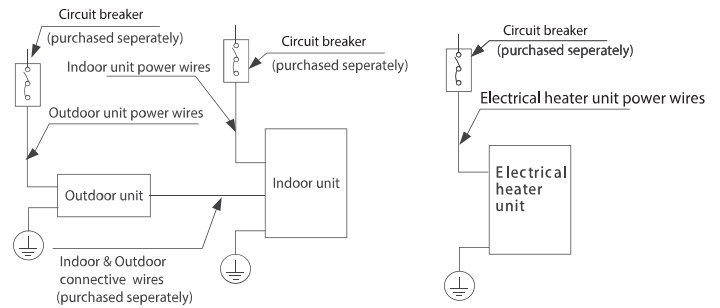 Circuit breaker
(purchased seperately)
Indoor unit power wires
Circuit breaker
(purchased seperately)
Outdoor unit power wires
Outdoor unit
Indoor unit
Indoor & Outdoor
connective wires
(purchased seperately)
Circuit breaker
(purchased seperately)
Electrical heater unit power wires
Electrical
heater
unit